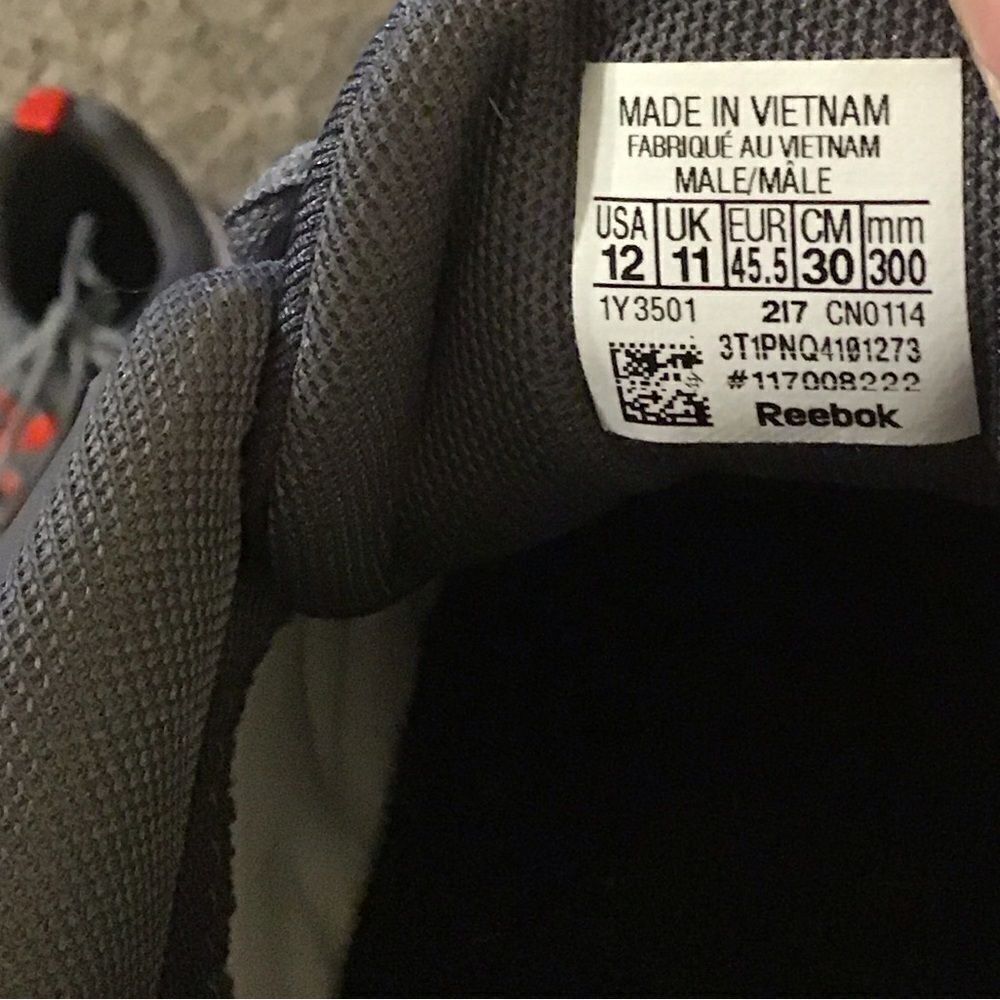 MADE IN VIETNAM
FABRIQUÉ AU VIETNAM
MALE/MÂLE
USA UK EUR CM mm
12 11 45.5 30 300
1Y3501 2I7 CN0114
3T1PNQ4101273
#117008222
Reebok